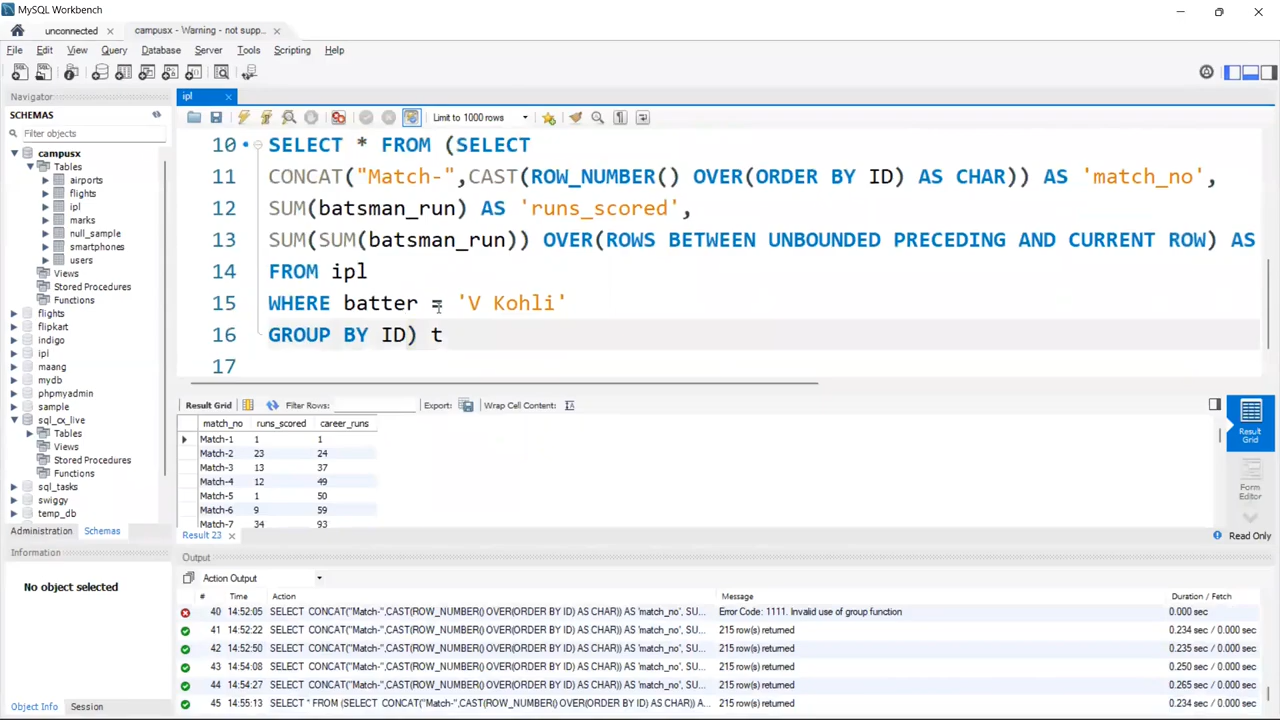 MySQL Workbench
unconnected
campusx - Warning - not supp...
File Edit View Query Database Server Tools Scripting Help
Navigator
SCHEMAS
Filter objects
campusx
Tables
airports
flights
ipl
marks
null_sample
smartphones
users
Views
Stored Procedures
Functions
flights
flipkart
indigo
ipl
maang
mydb
phpmyadmin
sample
sql_cx_live
Tables
Views
Stored Procedures
Functions
sql_tasks
swiggy
temp_db
Administration Schemas
Information
No object selected
Object Info Session
ipl
Limit to 1000 rows
10 SELECT * FROM (SELECT
11 CONCAT("Match-",CAST(ROW_NUMBER() OVER(ORDER BY ID) AS CHAR)) AS 'match_no',
12 SUM(batsman_run) AS 'runs_scored',
13 SUM(SUM(batsman_run)) OVER(ROWS BETWEEN UNBOUNDED PRECEDING AND CURRENT ROW) AS
14 FROM ipl
15 WHERE batter = 'V Kohli'
16 GROUP BY ID) t
17
Result Grid Filter Rows: Export: Wrap Cell Content:
match_no runs_scored career_runs
Match-1 1 1
Match-2 23 24
Match-3 13 37
Match-4 12 49
Match-5 1 50
Match-6 9 59
Match-7 34 93
Result Grid
Form Editor
Result 23
Read Only
Output
Action Output
# Time Action Message Duration / Fetch
40 14:52:05 SELECT CONCAT("Match-",CAST(ROW_NUMBER() OVER(ORDER BY ID) AS CHAR)) AS 'match_no', SU... Error Code: 1111. Invalid use of group function 0.000 sec
41 14:52:22 SELECT CONCAT("Match-",CAST(ROW_NUMBER() OVER(ORDER BY ID) AS CHAR)) AS 'match_no', SU... 215 row(s) returned 0.234 sec / 0.000 sec
42 14:52:50 SELECT CONCAT("Match-",CAST(ROW_NUMBER() OVER(ORDER BY ID) AS CHAR)) AS 'match_no', SU... 215 row(s) returned 0.235 sec / 0.000 sec
43 14:54:08 SELECT CONCAT("Match-",CAST(ROW_NUMBER() OVER(ORDER BY ID) AS CHAR)) AS 'match_no', SU... 215 row(s) returned 0.250 sec / 0.000 sec
44 14:54:27 SELECT CONCAT("Match-",CAST(ROW_NUMBER() OVER(ORDER BY ID) AS CHAR)) AS 'match_no', SU... 215 row(s) returned 0.265 sec / 0.000 sec
45 14:55:13 SELECT * FROM (SELECT CONCAT("Match-",CAST(ROW_NUMBER() OVER(ORDER BY ID) AS CHAR)) A... 215 row(s) returned 0.234 sec / 0.000 sec